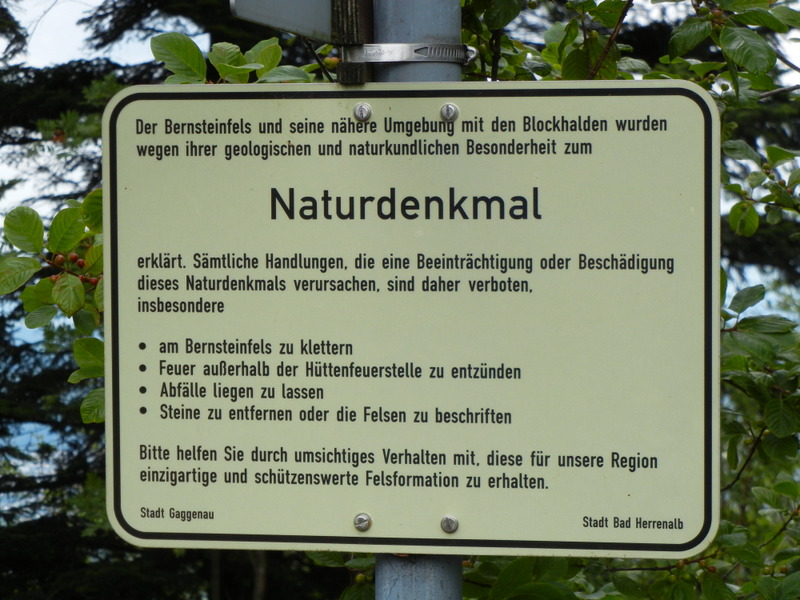 Der Bernsteinfels und seine nähere Umgebung mit den Blockhalden wurden
wegen ihrer geologischen und naturkundlichen Besonderheit zum
Naturdenkmal
erklärt. Sämtliche Handlungen, die eine Beeinträchtigung oder Beschädigung
dieses Naturdenkmals verursachen, sind daher verboten,
insbesondere
• am Bernsteinfels zu klettern
• Feuer außerhalb der Hüttenfeuerstelle zu entzünden
• Abfälle liegen zu lassen
• Steine zu entfernen oder die Felsen zu beschriften
Bitte helfen Sie durch umsichtiges Verhalten mit, diese für unsere Region
einzigartige und schützenswerte Felsformation zu erhalten.
Stadt Gaggenau
Stadt Bad Herrenalb